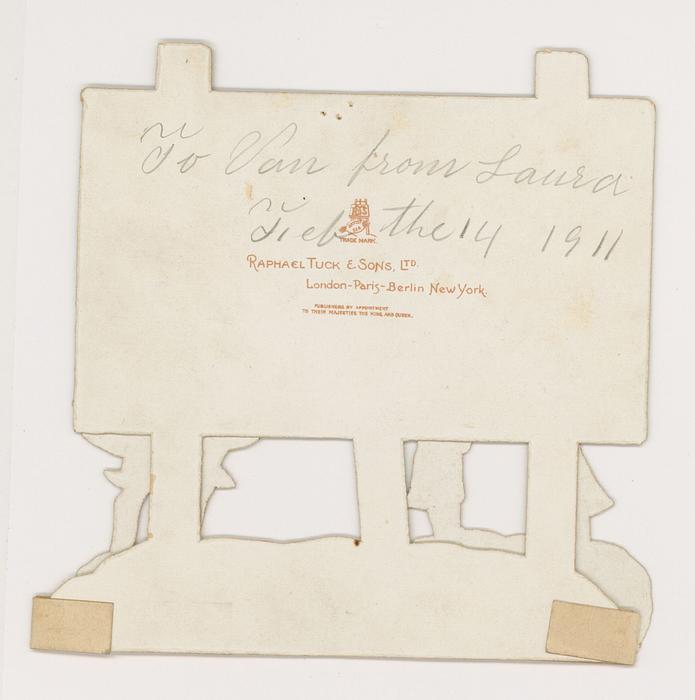 To Van from Laura
Feb the 14 1911
TRADE MARK.
RAPHAEL TUCK & SONS, LTD.
London-Paris-Berlin New York.
PUBLISHERS BY APPOINTMENT
TO THEIR MAJESTIES THE KING AND QUEEN.